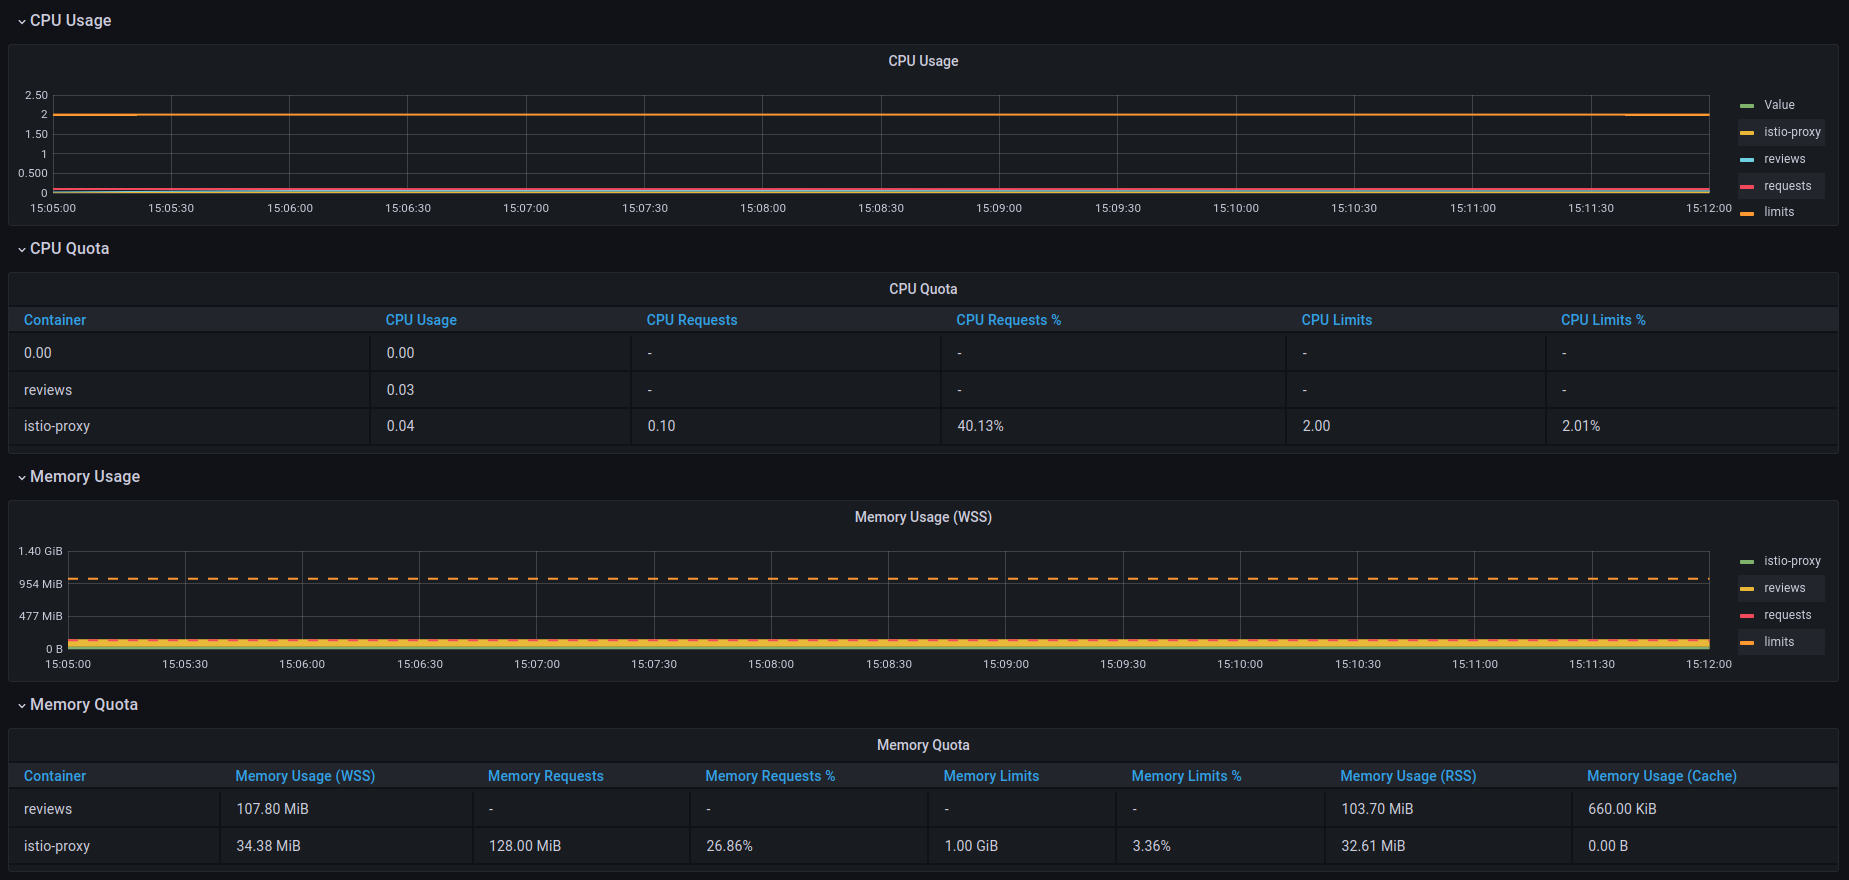 CPU Usage
CPU Usage
2.50
2
1.50
1
0.500
0
15:05:00 15:05:30 15:06:00 15:06:30 15:07:00 15:07:30 15:08:00 15:08:30 15:09:00 15:09:30 15:10:00 15:10:30 15:11:00 15:11:30 15:12:00
Value
istio-proxy
reviews
requests
limits
CPU Quota
CPU Quota
Container CPU Usage CPU Requests CPU Requests % CPU Limits CPU Limits %
0.00 0.00 - - - -
reviews 0.03 - - - -
istio-proxy 0.04 0.10 40.13% 2.00 2.01%
Memory Usage
Memory Usage (WSS)
1.40 GiB
954 MiB
477 MiB
0 B
15:05:00 15:05:30 15:06:00 15:06:30 15:07:00 15:07:30 15:08:00 15:08:30 15:09:00 15:09:30 15:10:00 15:10:30 15:11:00 15:11:30 15:12:00
istio-proxy
reviews
requests
limits
Memory Quota
Memory Quota
Container Memory Usage (WSS) Memory Requests Memory Requests % Memory Limits Memory Limits % Memory Usage (RSS) Memory Usage (Cache)
reviews 107.80 MiB - - - - 103.70 MiB 660.00 KiB
istio-proxy 34.38 MiB 128.00 MiB 26.86% 1.00 GiB 3.36% 32.61 MiB 0.00 B